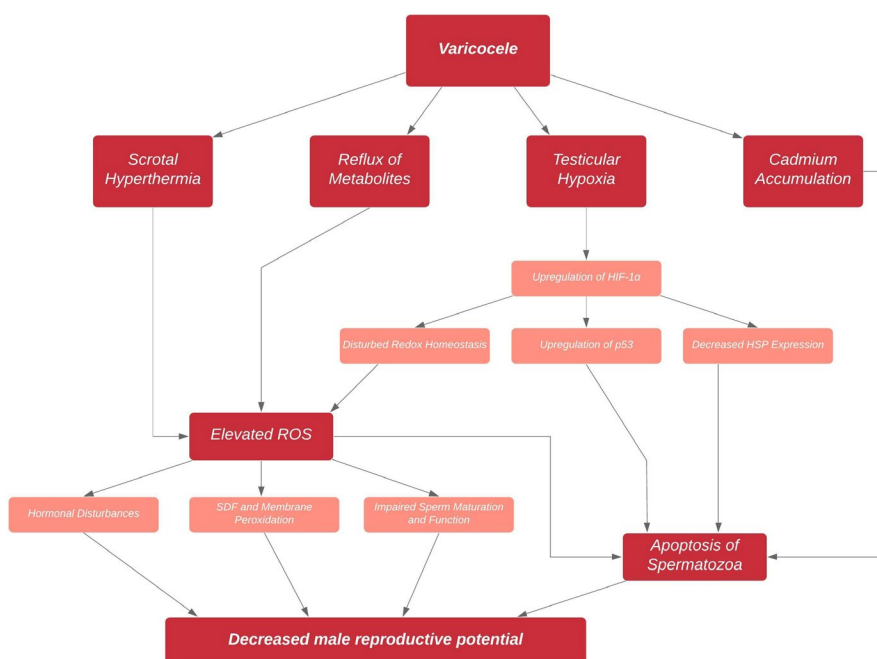 Varicocele
Scrotal
Hyperthermia
Reflux of
Metabolites
Testicular
Hypoxia
Cadmium
Accumulation
Upregulation of HIF-1α
Disturbed Redox Homeostasis
Upregulation of p53
Decreased HSP Expression
Elevated ROS
Hormonal Disturbances
SDF and Membrane
Peroxidation
Impaired Sperm Maturation
and Function
Apoptosis of
Spermatozoa
Decreased male reproductive potential